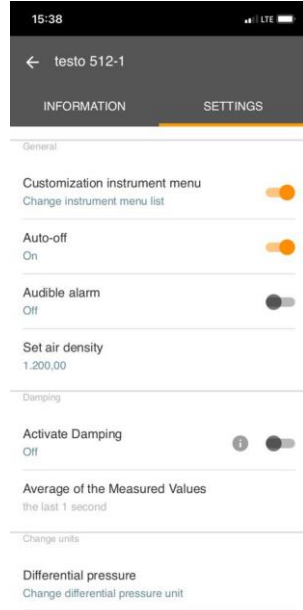 15:38
LTE
testo 512-1
INFORMATION
SETTINGS
General
Customization instrument menu
Change instrument menu list
Auto-off
On
Audible alarm
Off
Set air density
1.200,00
Damping
Activate Damping
Off
Average of the Measured Values
the last 1 second
Change units
Differential pressure
Change differential pressure unit